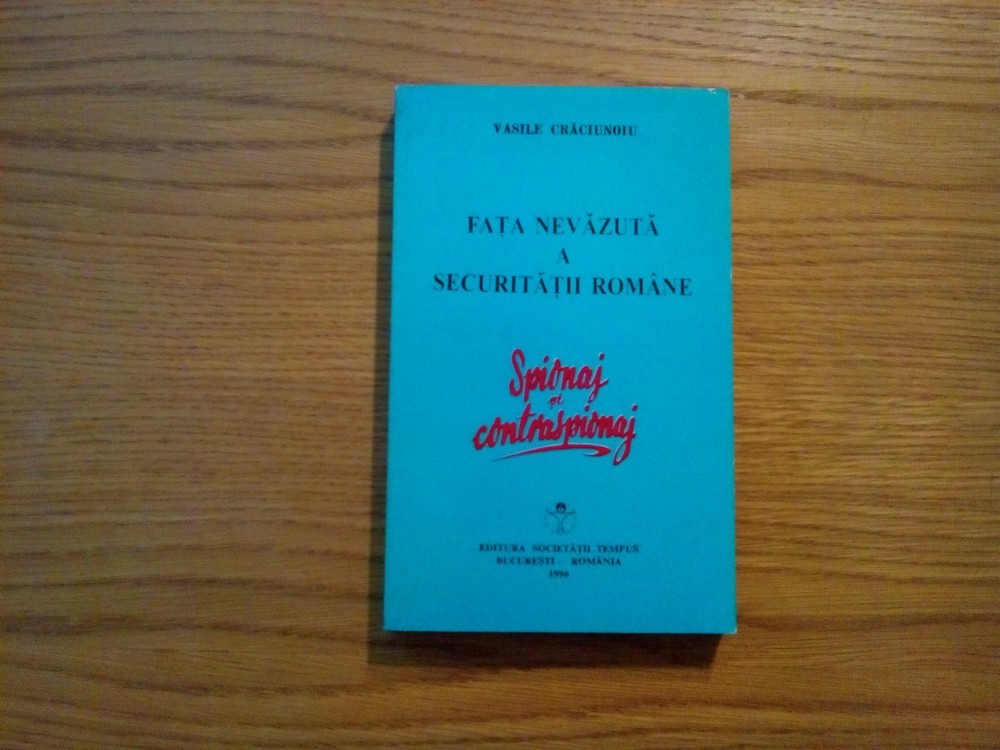 VASILE CRĂCIUNOIU
FAȚA NEVĂZUTĂ
A
SECURITĂȚII ROMÂNE
Spionaj
și
contraspionaj
EDITURA SOCIETĂȚII TEMPUS
BUCUREȘTI – ROMÂNIA
1996